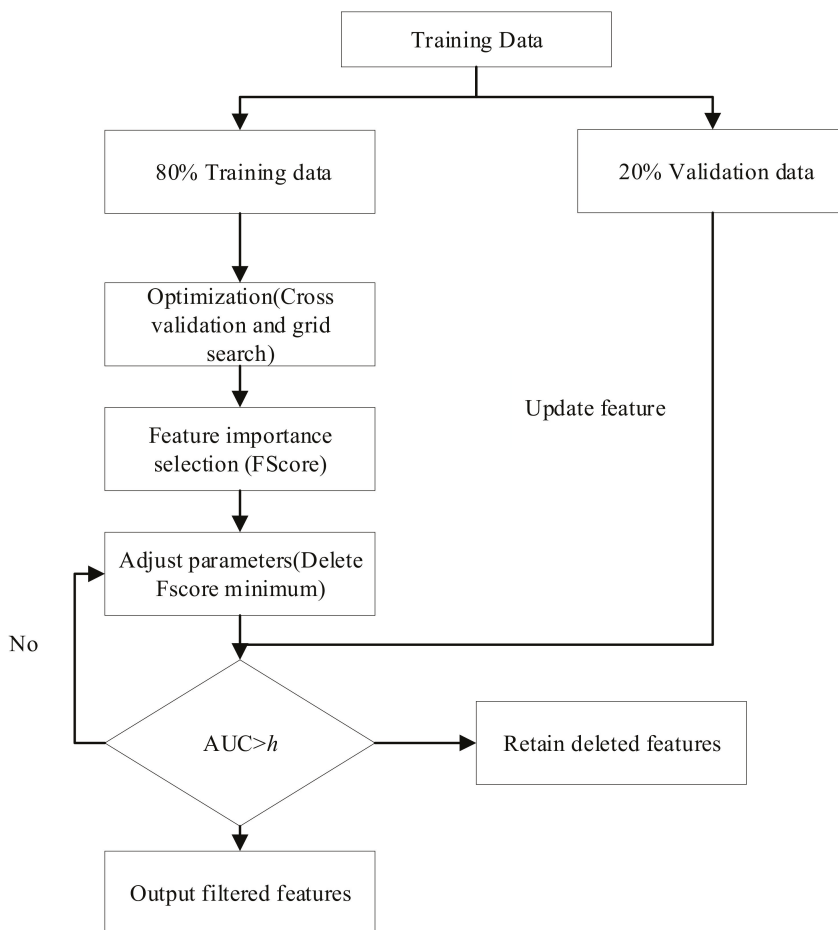 Training Data
80% Training data
20% Validation data
Optimization(Cross
validation and grid
search)
Update feature
Feature importance
selection (FScore)
Adjust parameters(Delete
Fscore minimum)
No
AUC>h
Retain deleted features
Output filtered features